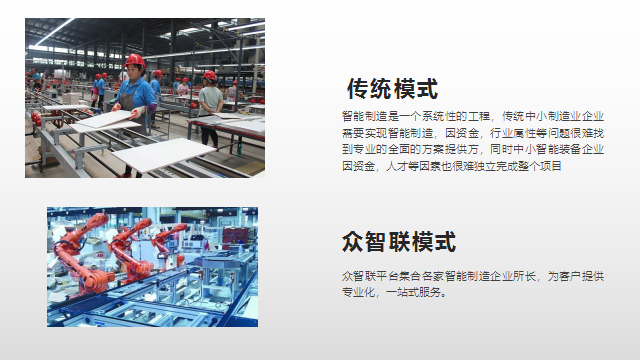 传统模式
智能制造是一个系统性的工程，传统中小制造业企业
需要实现智能制造，因资金，行业属性等问题很难找
到专业的全面的方案提供方，同时中小智能装备企业
因资金，人才等因素也很难独立完成整个项目
众智联模式
众智联平台集合各家智能制造企业所长，为客户提供
专业化，一站式服务。